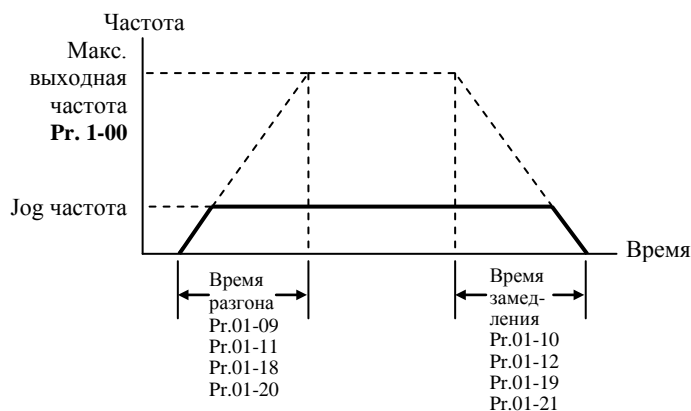 Частота
Макс.
выходная
частота
Pr. 1-00
Jog частота
Время
Время
разгона
Pr.01-09
Pr.01-11
Pr.01-18
Pr.01-20
Время
замед-
ления
Pr.01-10
Pr.01-12
Pr.01-19
Pr.01-21